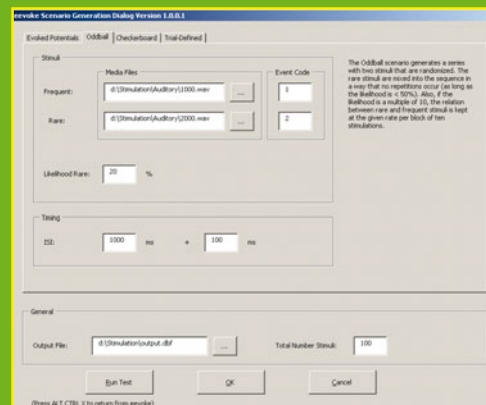 eevoke Scenario Generation Dialog Version 1.0.0.1
Evoked Potentials Oddball Checkerboard Trial-Defined
Stimuli
Media Files Event Code
Frequent: d:\Stimulation\Auditory\1000.wav ... 1
Rare: d:\Stimulation\Auditory\2000.wav ... 2
Likelihood Rare: 20 %
The Oddball scenario generates a series
with two stimuli that are randomized. The
rare stimuli are mixed into the sequence in
a way that no repetitions occur (as long as
the likelihood is < 50%). Also, if the
likelihood is a multiple of 10, the relation
between rare and frequent stimuli is kept
at the given rate per block of ten
stimulations.
Timing
ISI: 1000 ms + 100 ms
General
Output File: d:\Stimulation\output.dbf ... Total Number Stimuli: 100
Run Test OK Cancel
(Press ALT CTRL X to return from eevoke)